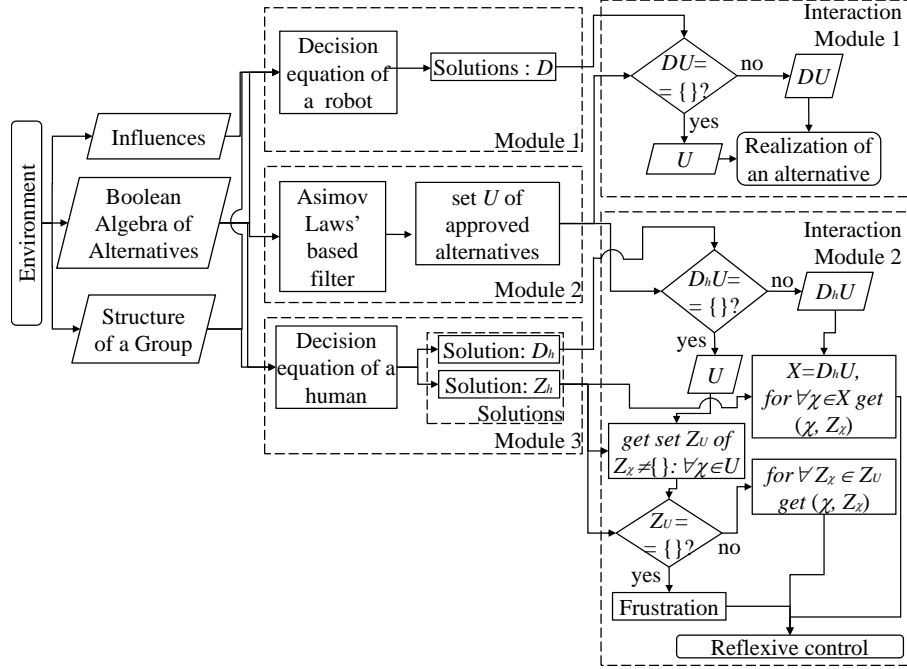 Environment
Influences
Boolean
Algebra of
Alternatives
Structure
of a Group
Decision
equation of
a robot
Solutions : D
Module 1
Asimov
Laws'
based
filter
set U of
approved
alternatives
Module 2
Decision
equation of a
human
Solution: Dh
Solution: Zh
Solutions
Module 3
Interaction
Module 1
DU=
= {}?
no
DU
yes
U
Realization of
an alternative
Interaction
Module 2
DhU=
= {}?
no
DhU
yes
U
X=DhU,
for ∀χ∈X get
(χ, Zχ)
get set ZU of
Zχ≠{}: ∀χ∈U
for ∀ Zχ ∈ ZU
get (χ, Zχ)
ZU=
= {}?
no
yes
Frustration
Reflexive control